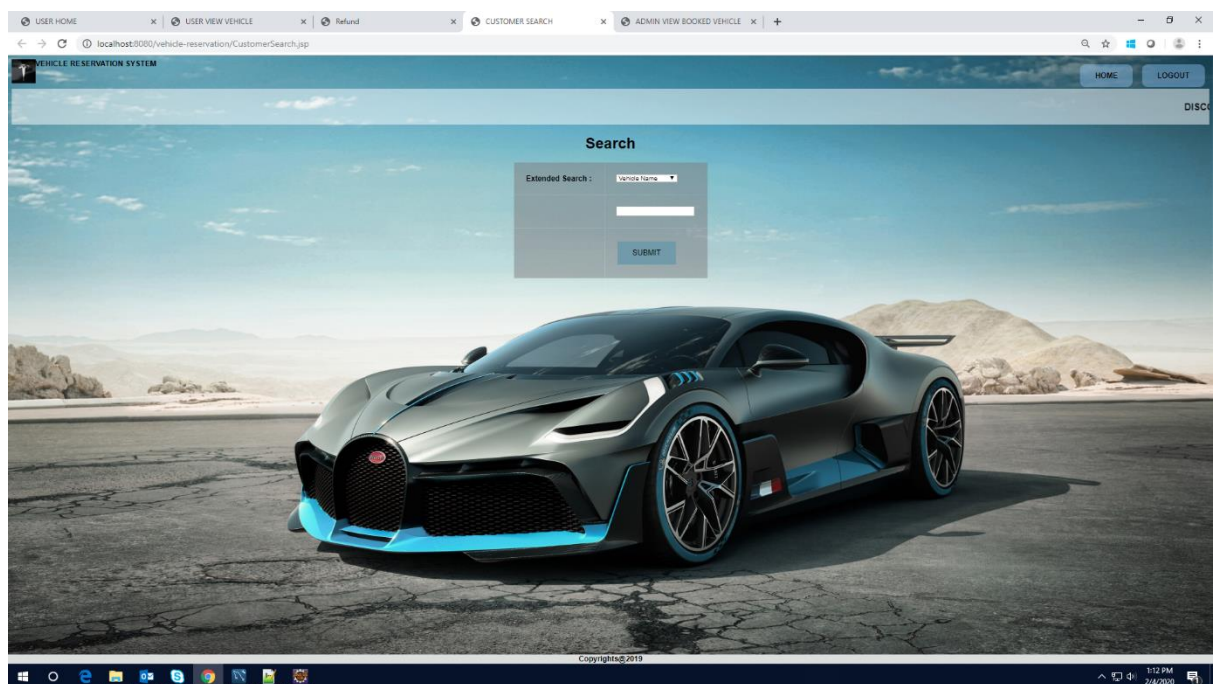 USER HOME
USER VIEW VEHICLE
Refund
CUSTOMER SEARCH
ADMIN VIEW BOOKED VEHICLE
localhost:8080/vehicle-reservation/CustomerSearch.jsp
VEHICLE RESERVATION SYSTEM
HOME
LOGOUT
DISC
Search
Extended Search :
Vehicle Name
SUBMIT
Copyrights@2019
1:12 PM
2/4/2020